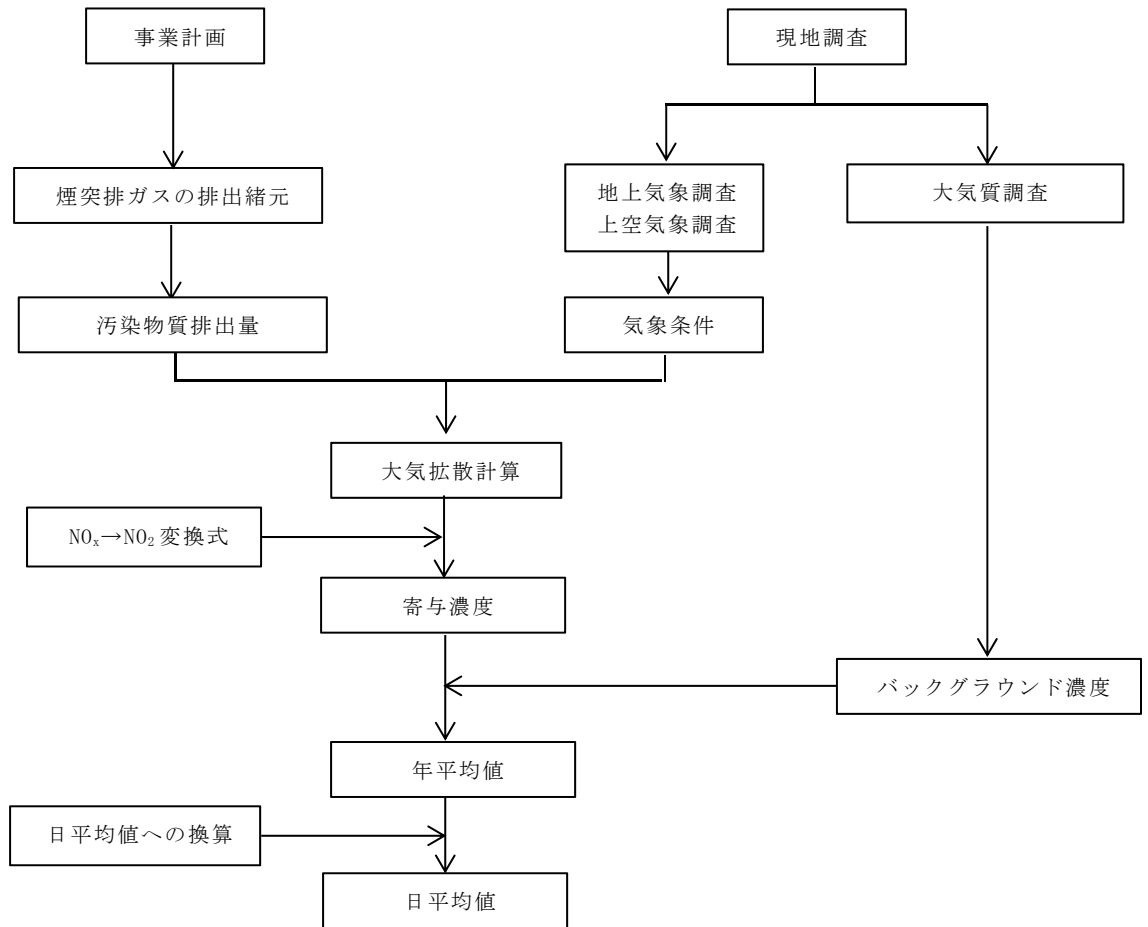 事業計画
現地調査
煙突排ガスの排出緒元
地上気象調査
上空気象調査
大気質調査
汚染物質排出量
気象条件
大気拡散計算
NOx→NO2変換式
寄与濃度
バックグラウンド濃度
年平均値
日平均値への換算
日平均値